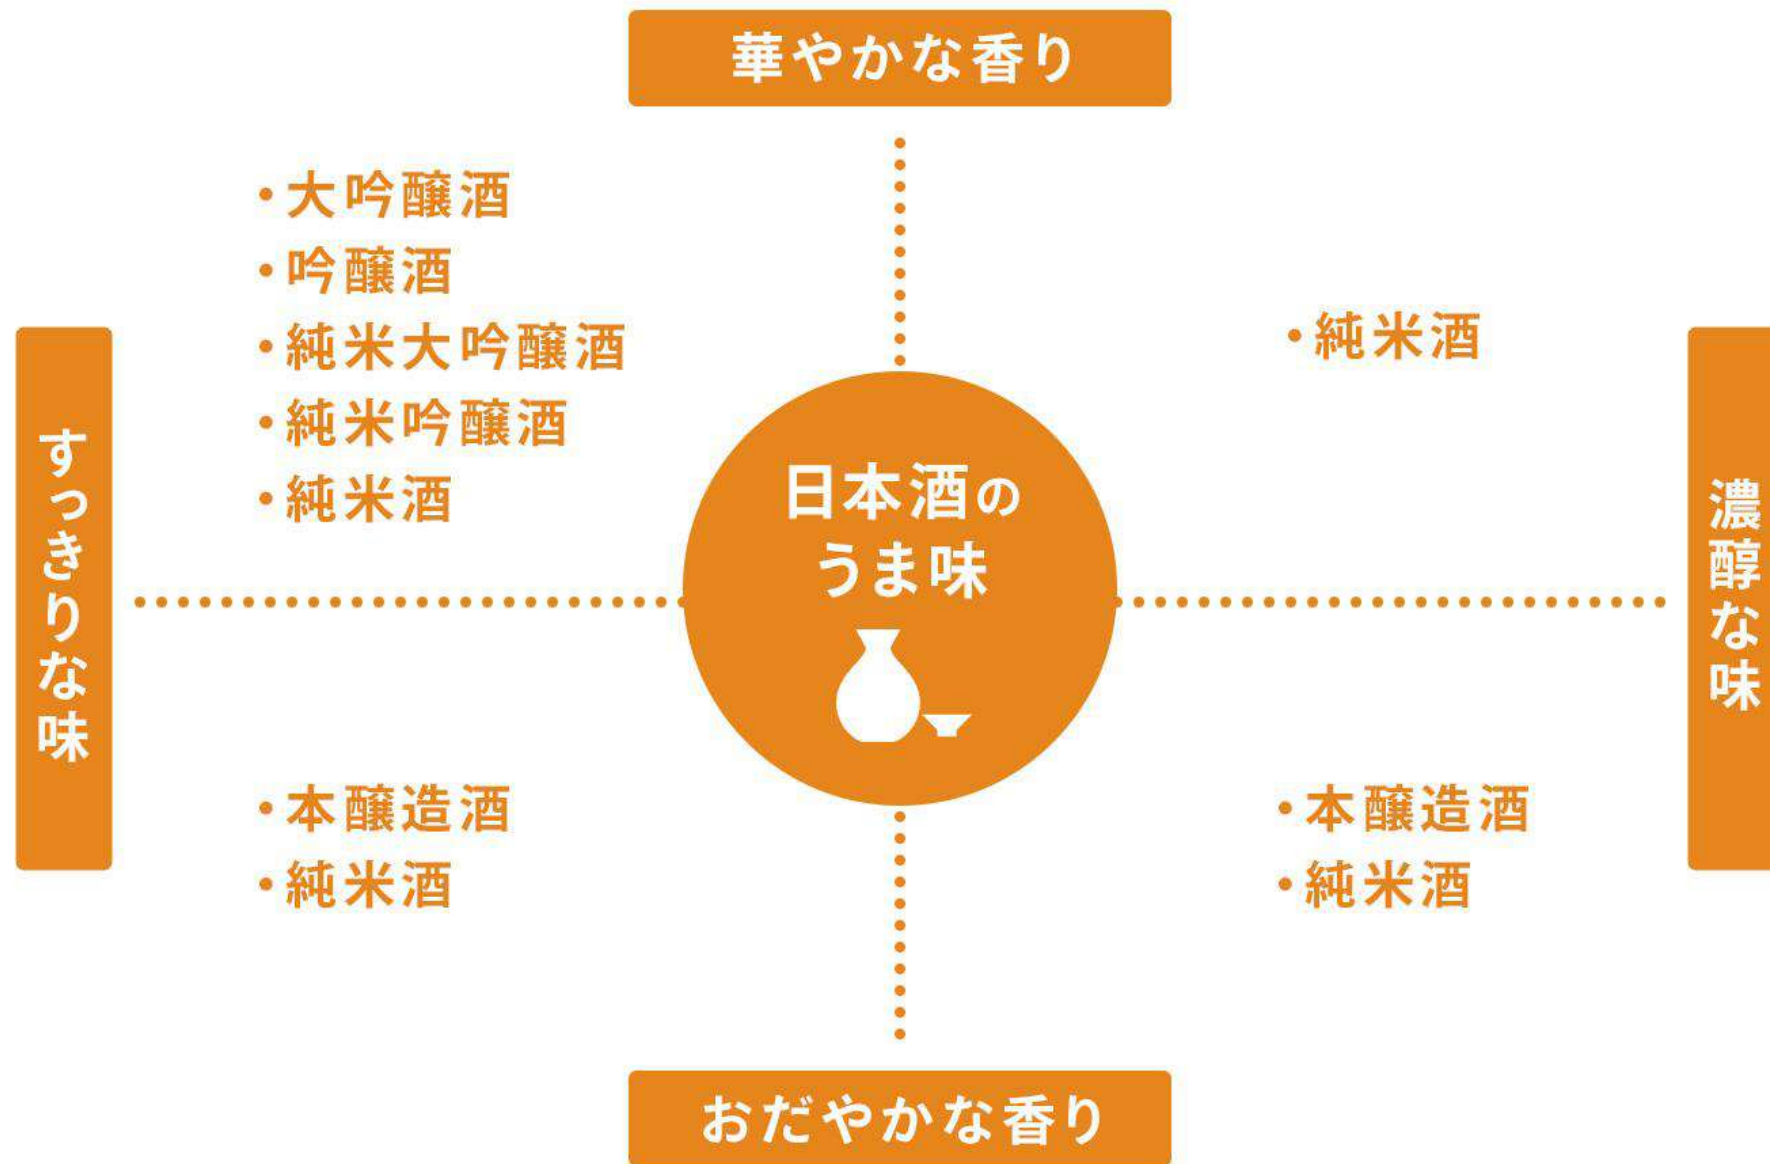 華やかな香り
・大吟醸酒
・吟醸酒
・純米大吟醸酒
・純米吟醸酒
・純米酒
・純米酒
すっきりな味
日本酒の
うま味
濃醇な味
・本醸造酒
・純米酒
・本醸造酒
・純米酒
おだやかな香り